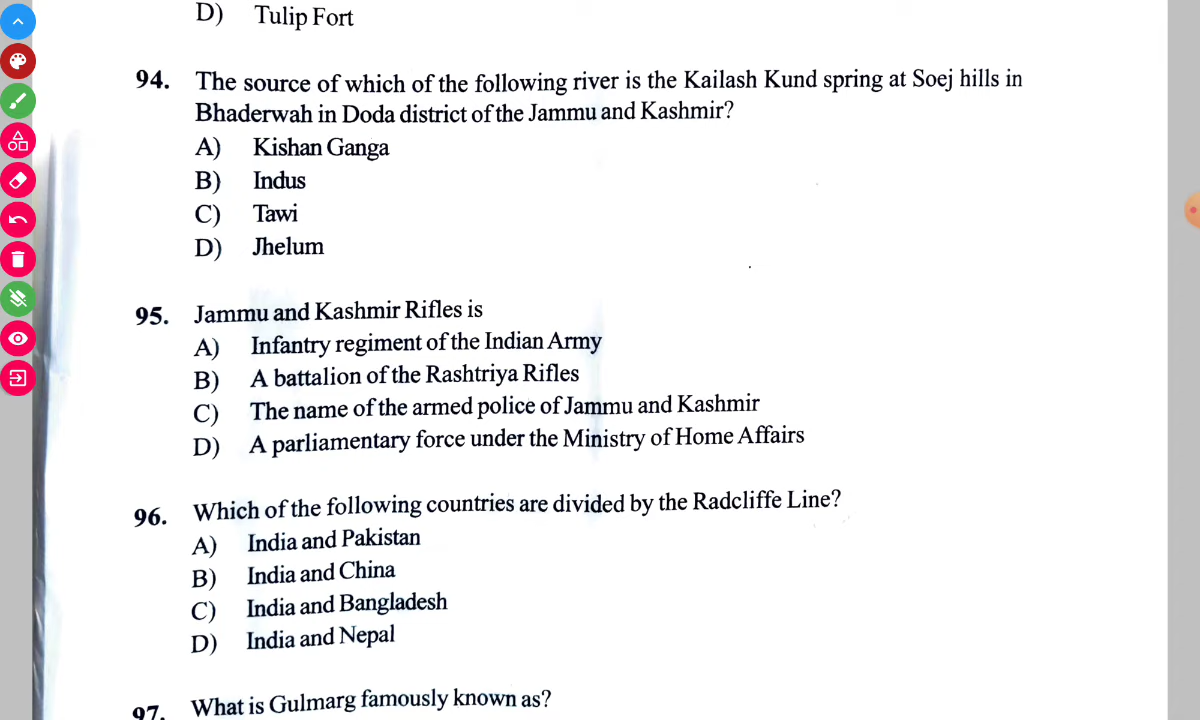 D) Tulip Fort
94. The source of which of the following river is the Kailash Kund spring at Soej hills in
Bhaderwah in Doda district of the Jammu and Kashmir?
A) Kishan Ganga
B) Indus
C) Tawi
D) Jhelum
95. Jammu and Kashmir Rifles is
A) Infantry regiment of the Indian Army
B) A battalion of the Rashtriya Rifles
C) The name of the armed police of Jammu and Kashmir
D) A parliamentary force under the Ministry of Home Affairs
96. Which of the following countries are divided by the Radcliffe Line?
A) India and Pakistan
B) India and China
C) India and Bangladesh
D) India and Nepal
97. What is Gulmarg famously known as?